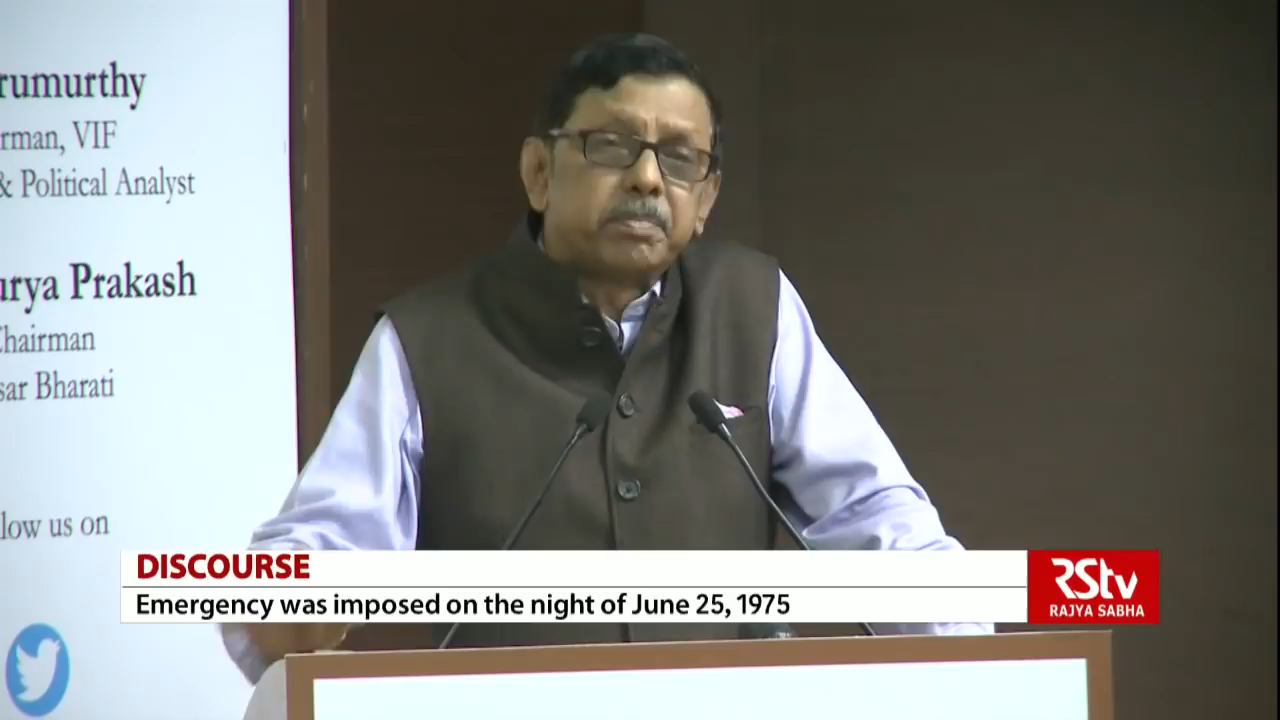 rumurthy
rman, VIF
& Political Analyst
urya Prakash
Chairman
sar Bharati
low us on
DISCOURSE
Emergency was imposed on the night of June 25, 1975
RSTV
RAJYA SABHA